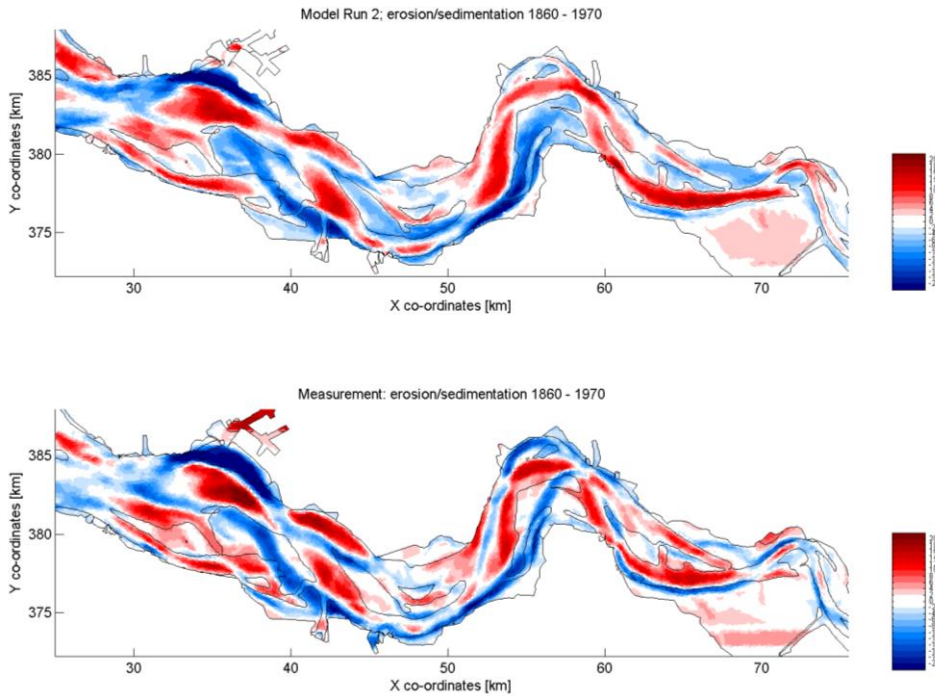 Model Run 2; erosion/sedimentation 1860 - 1970
Y co-ordinates [km]
385
380
375
30 40 50 60 70
X co-ordinates [km]
Measurement: erosion/sedimentation 1860 - 1970
Y co-ordinates [km]
385
380
375
30 40 50 60 70
X co-ordinates [km]